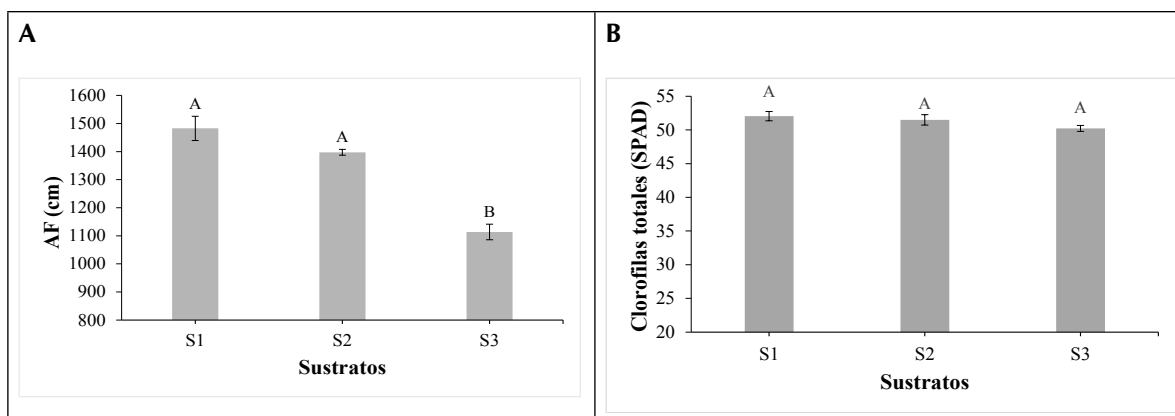 A
AF (cm)
1600
1500
1400
1300
1200
1100
1000
900
800
A
A
B
S1 S2 S3
Sustratos
B
Clorofilas totales (SPAD)
55
50
45
40
35
30
25
20
A
A
A
S1 S2 S3
Sustratos